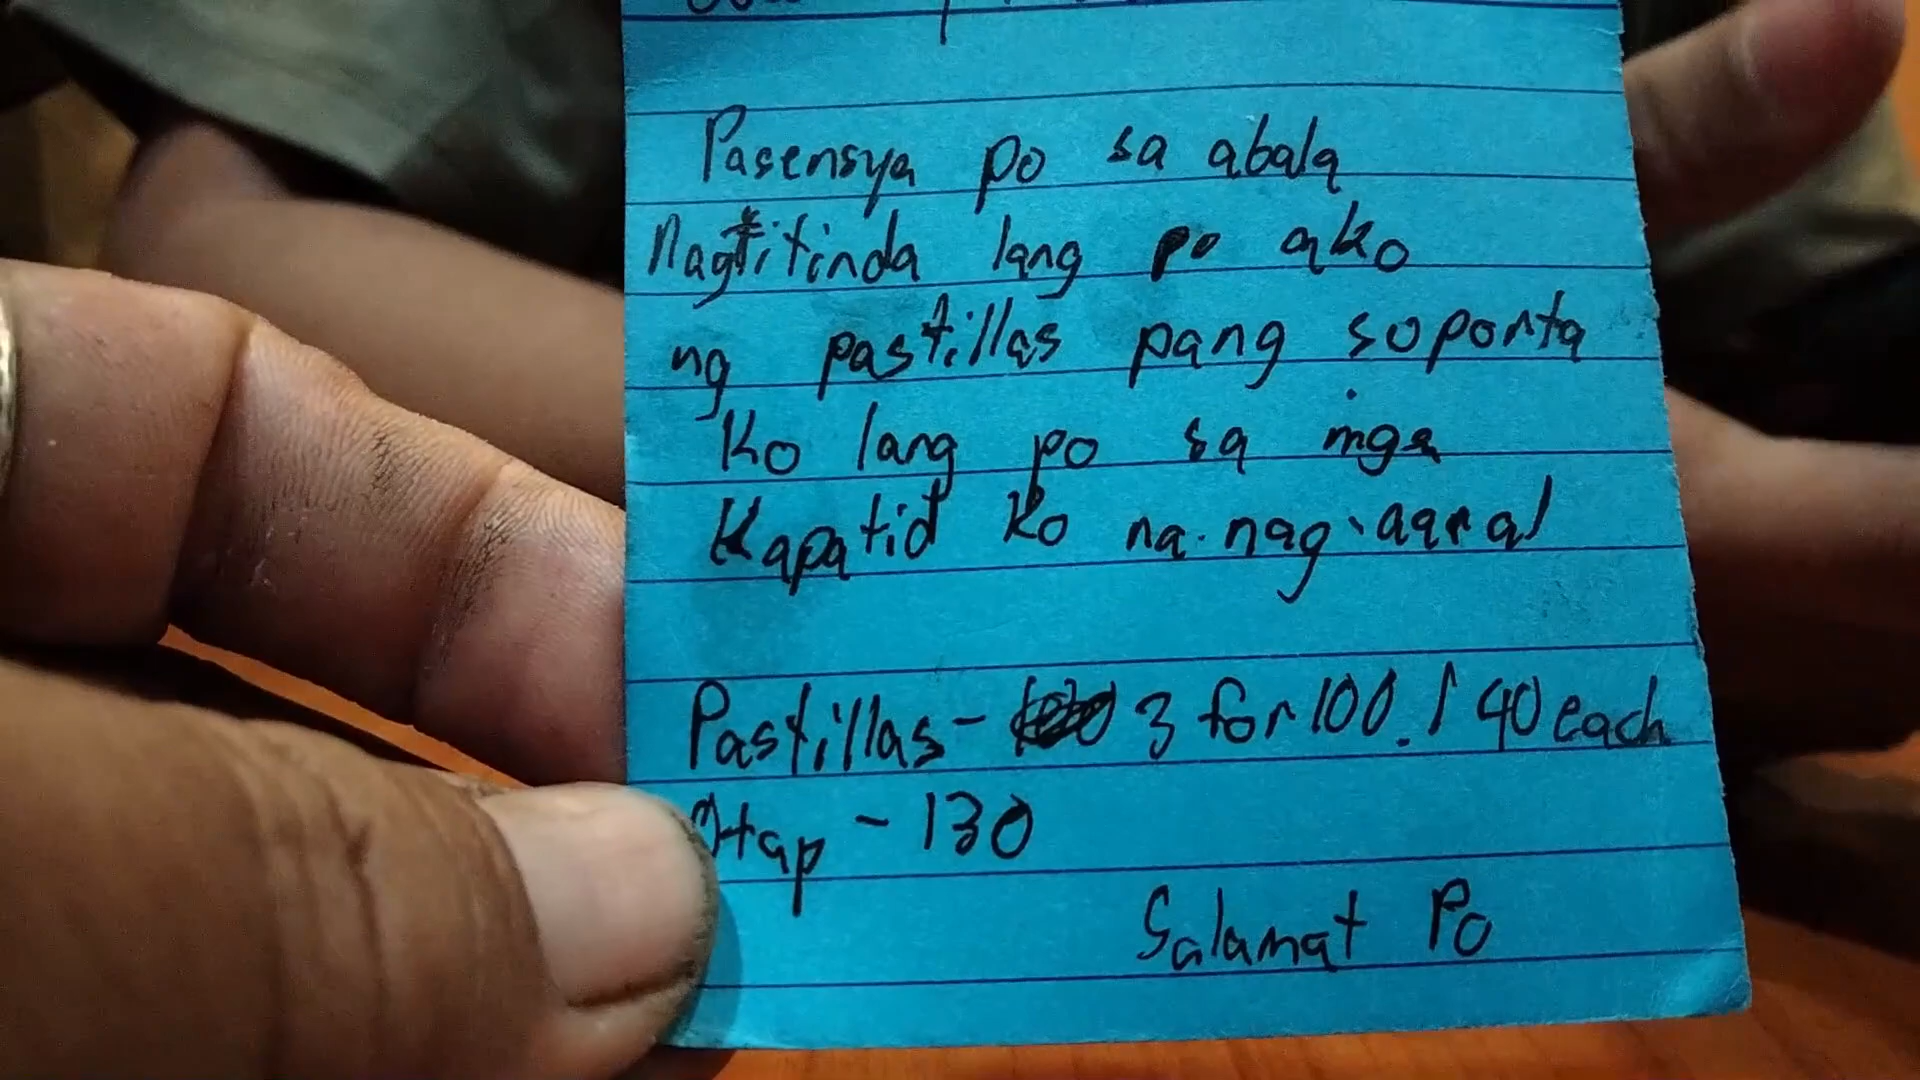 Pasensya po sa abala
Nagtitinda lang po ako
ng pastillas pang soporta
Ko lang po sa mga
Kapatid Ko na nag-aaral
Pastillas - 3 for 100. / 40 each
Otap - 130
Salamat Po